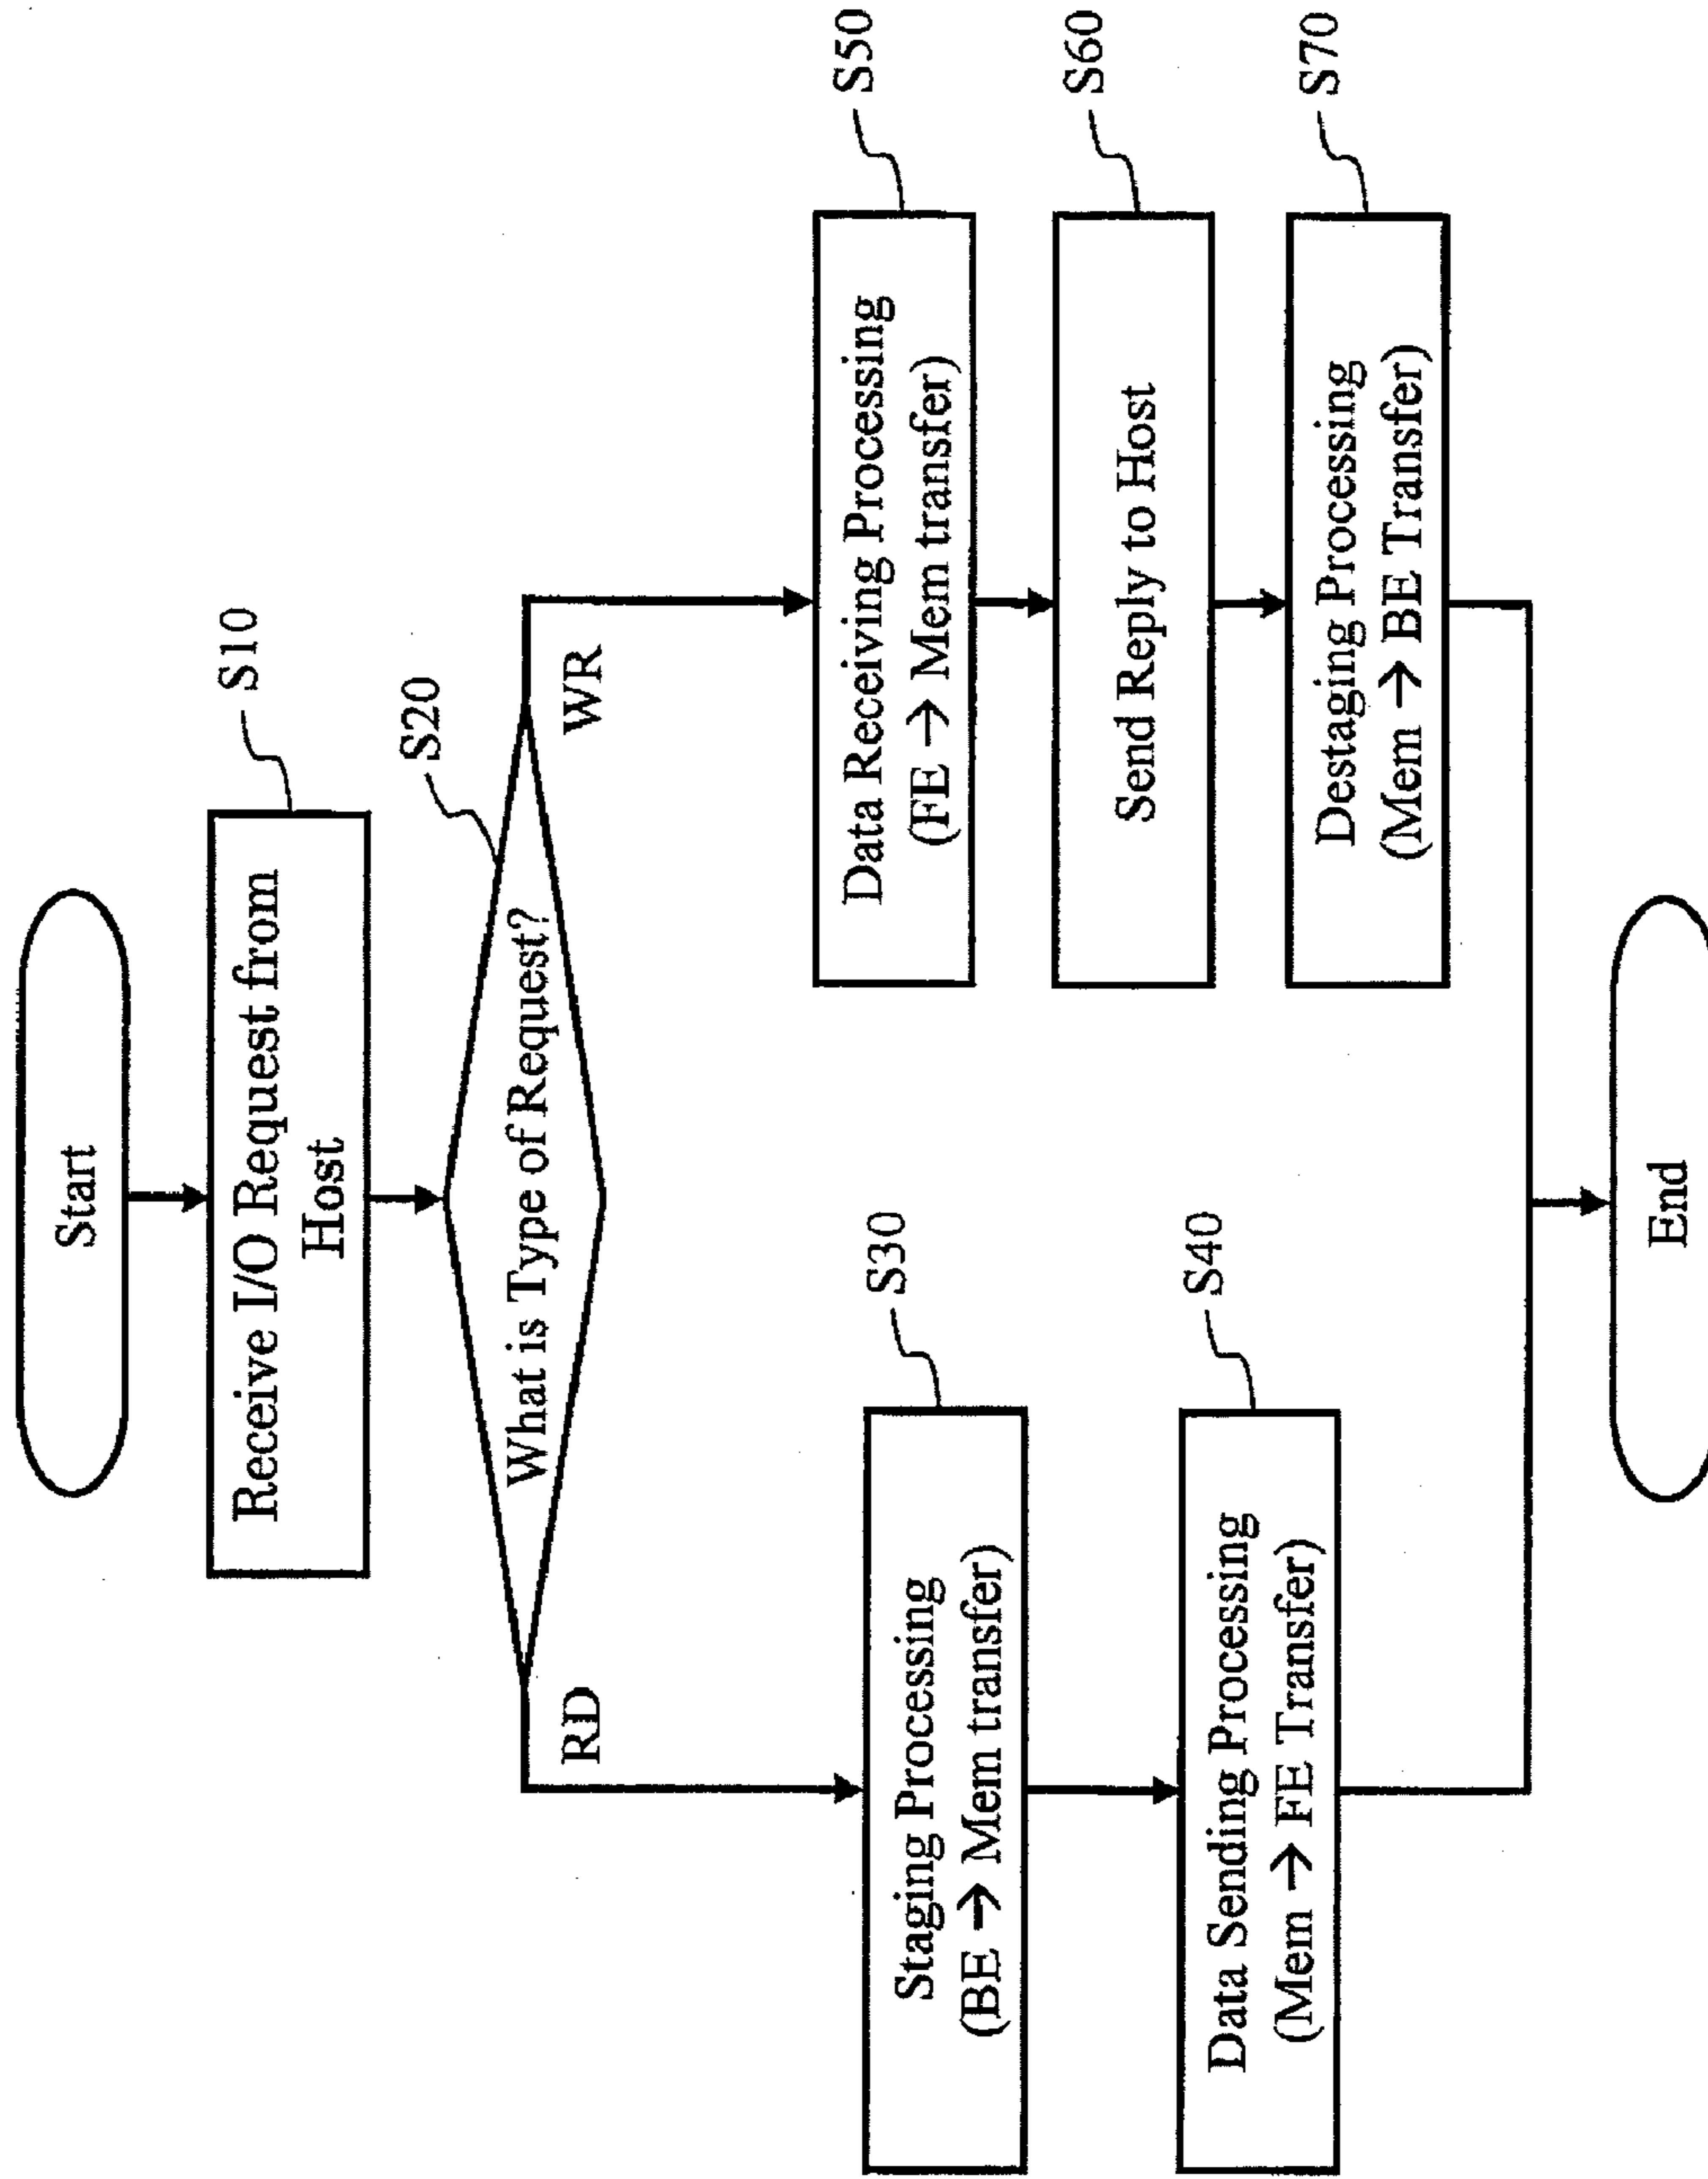 Start
Receive I/O Request from
Host
S10
What is Type of Request?
S20
RD
WR
Staging Processing
(BE → Mem transfer)
S30
Data Sending Processing
(Mem → FE Transfer)
S40
Data Receiving Processing
(FE → Mem transfer)
S50
Send Reply to Host
S60
Destaging Processing
(Mem → BE Transfer)
S70
End